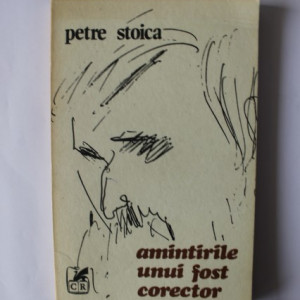 petre stoica
amintirile
unui fost
corector
CR